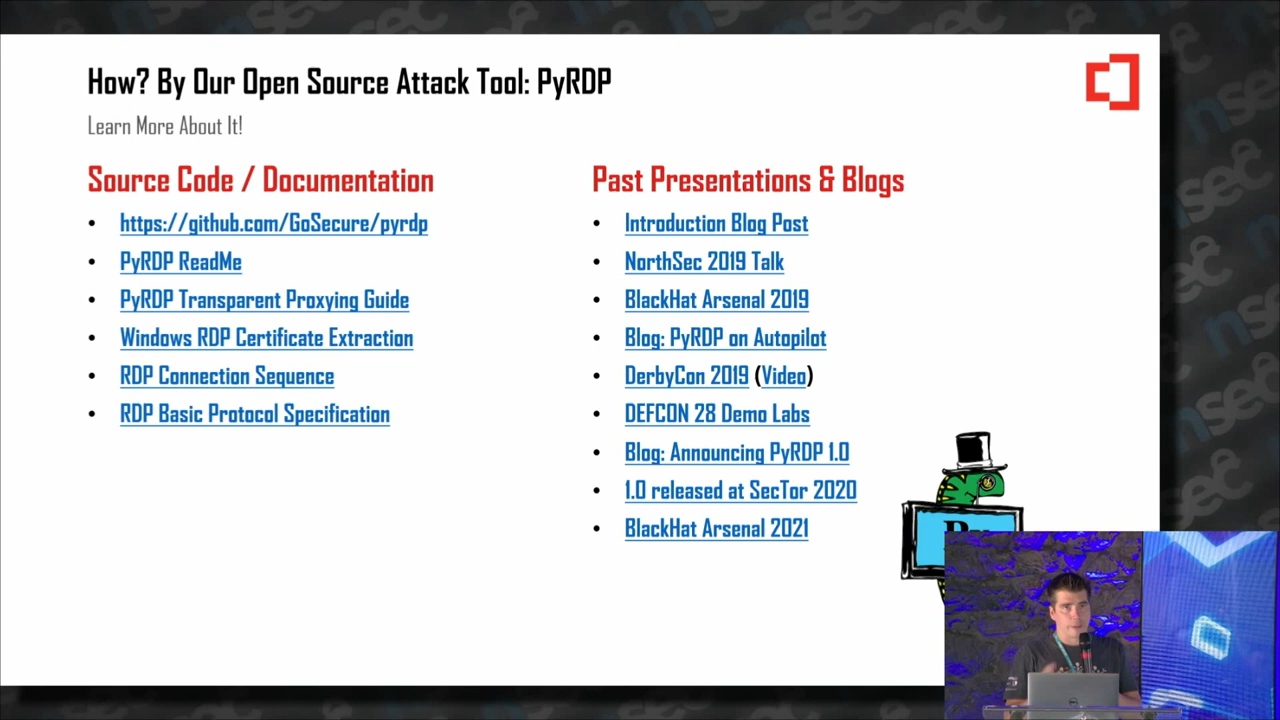 How? By Our Open Source Attack Tool: PyRDP
Learn More About It!
Source Code / Documentation
• https://github.com/GoSecure/pyrdp
• PyRDP ReadMe
• PyRDP Transparent Proxying Guide
• Windows RDP Certificate Extraction
• RDP Connection Sequence
• RDP Basic Protocol Specification
Past Presentations & Blogs
• Introduction Blog Post
• NorthSec 2019 Talk
• BlackHat Arsenal 2019
• Blog: PyRDP on Autopilot
• DerbyCon 2019 (Video)
• DEFCON 28 Demo Labs
• Blog: Announcing PyRDP 1.0
• 1.0 released at SecTor 2020
• BlackHat Arsenal 2021
nsec
DELL